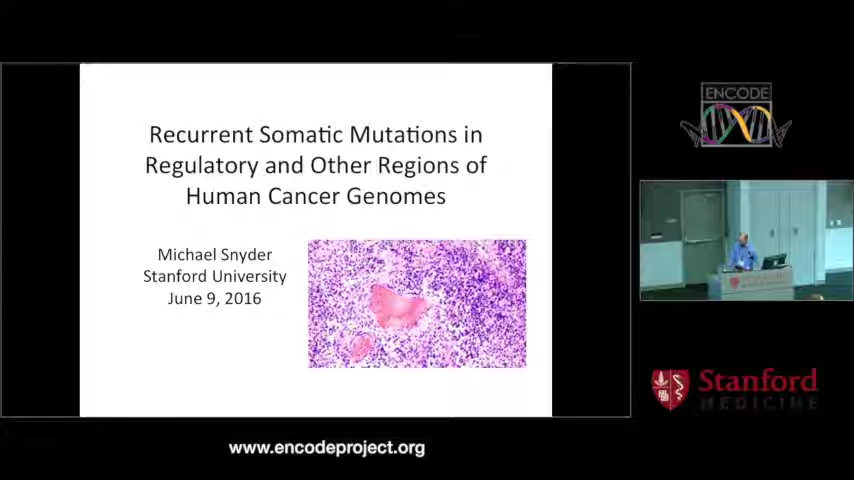 Recurrent Somatic Mutations in
Regulatory and Other Regions of
Human Cancer Genomes
Michael Snyder
Stanford University
June 9, 2016
ENCODE
Stanford
MEDICINE
www.encodeproject.org